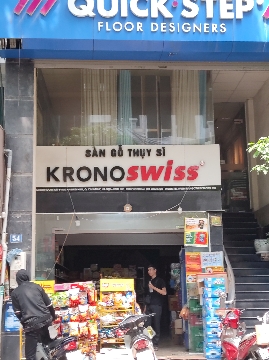 QUICK·STEP
FLOOR DESIGNERS
SÀN GỖ THỤY SĨ
KRONOSWISS
54